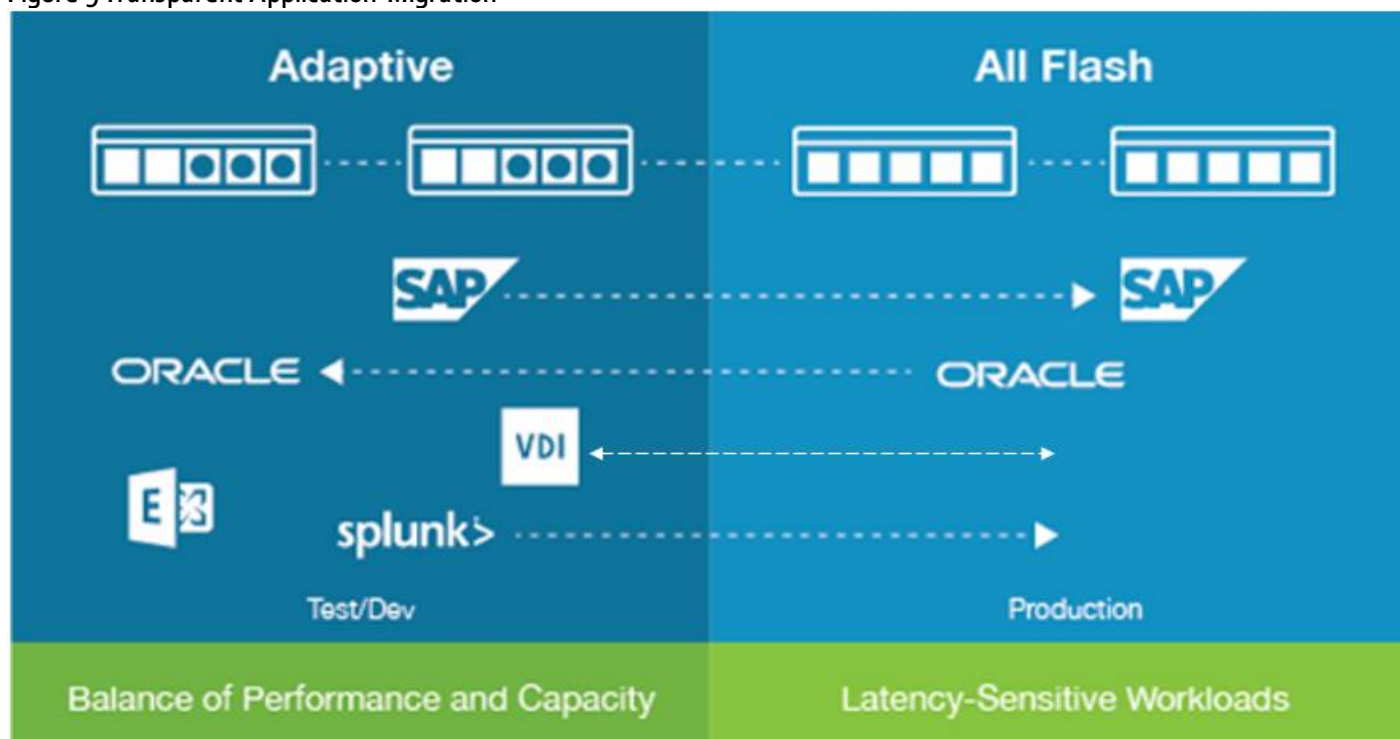 Figure 5 Transparent Application Migration
Adaptive
All Flash
SAP
SAP
ORACLE
ORACLE
VDI
E
splunk>
Test/Dev
Production
Balance of Performance and Capacity
Latency-Sensitive Workloads